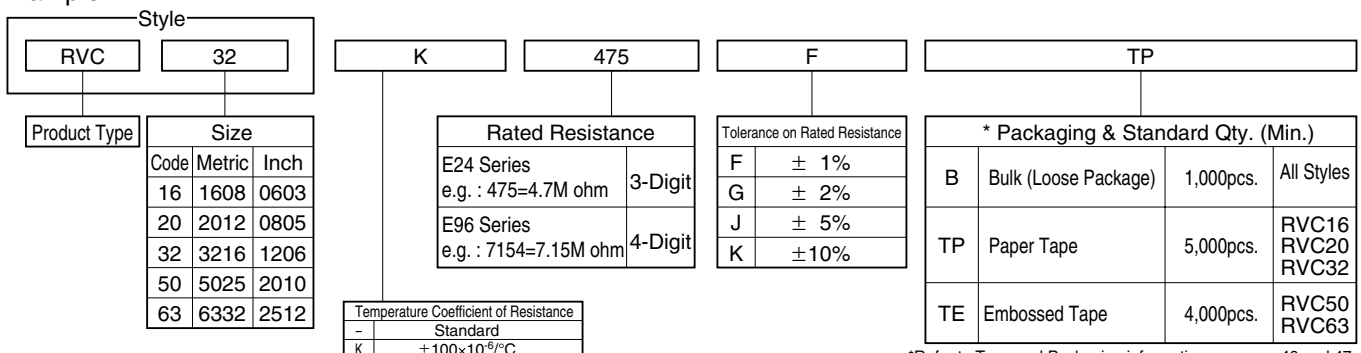 Style
RVC 32 K 475 F TP
Product Type
Size
Code Metric Inch
16 1608 0603
20 2012 0805
32 3216 1206
50 5025 2010
63 6332 2512
Temperature Coefficient of Resistance
– Standard
K ±100×10⁻⁶/°C
Rated Resistance
E24 Series
e.g. : 475=4.7M ohm
3-Digit
E96 Series
e.g. : 7154=7.15M ohm
4-Digit
Tolerance on Rated Resistance
F ± 1%
G ± 2%
J ± 5%
K ±10%
* Packaging & Standard Qty. (Min.)
B Bulk (Loose Package) 1,000pcs. All Styles
TP Paper Tape 5,000pcs. RVC16
RVC20
RVC32
TE Embossed Tape 4,000pcs. RVC50
RVC63